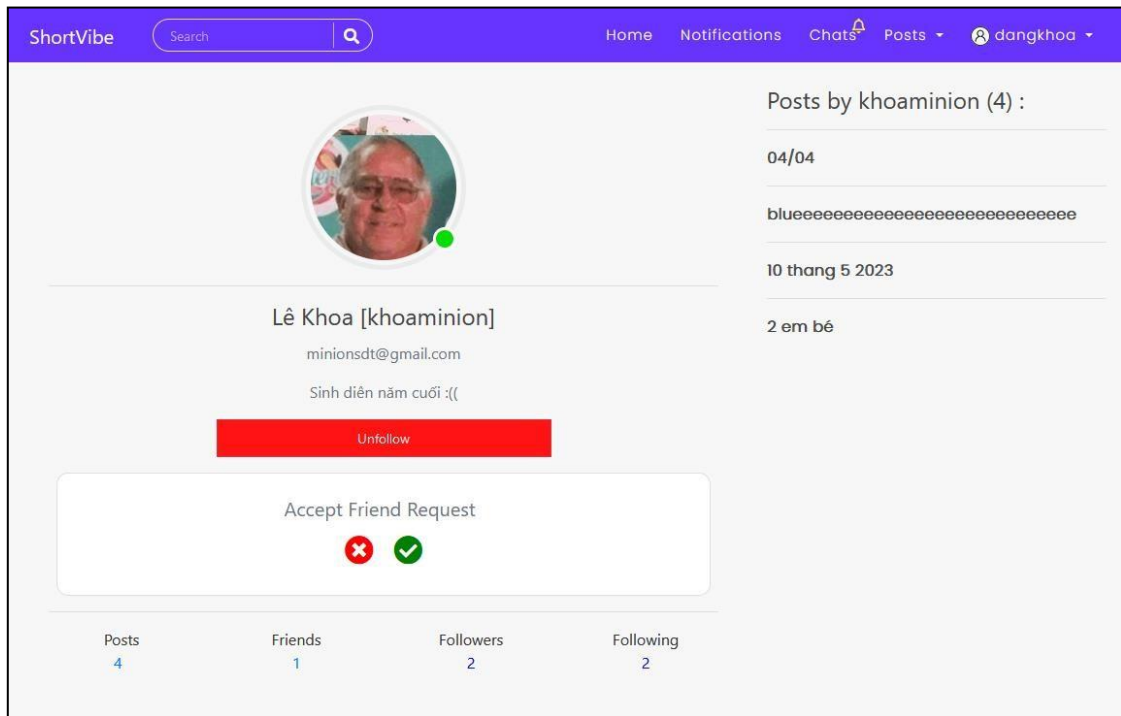 ShortVibe Search Home Notifications Chats Posts dangkhoa
Lê Khoa [khoaminion]
minionsdt@gmail.com
Sinh diên năm cuối :((
Unfollow
Accept Friend Request
Posts Friends Followers Following
4 1 2 2
Posts by khoaminion (4) :
04/04
blueeeeeeeeeeeeeeeeeeeeeeeeeeee
10 thang 5 2023
2 em bé